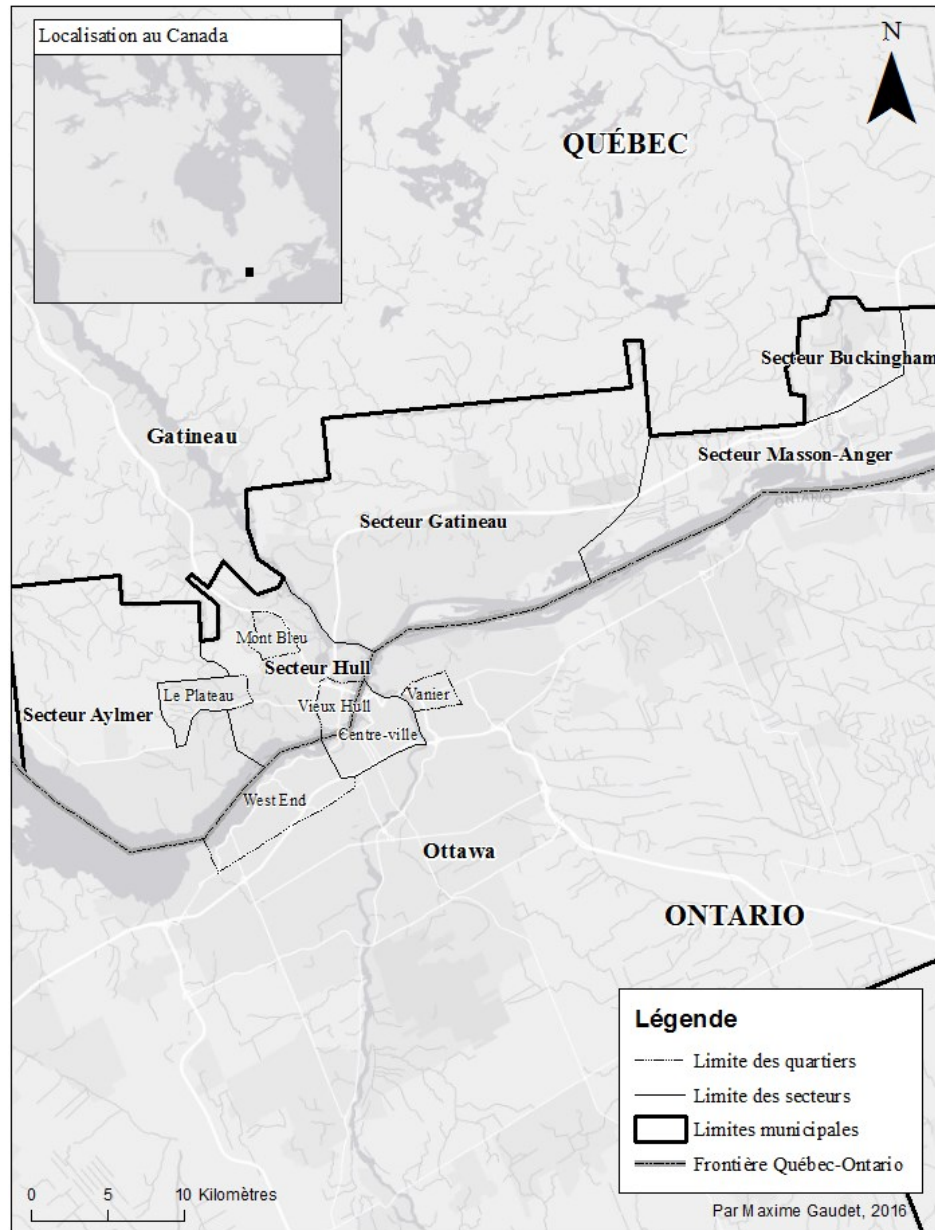 Localisation au Canada
N
QUÉBEC
Secteur Buckingham
Gatineau
Secteur Masson-Anger
ONTARIO
Secteur Gatineau
Mont Bleu
Secteur Hull
Le Plateau
Vanier
Secteur Aylmer
Vieux Hull
Centre-ville
West End
Ottawa
ONTARIO
Légende
Limite des quartiers
Limite des secteurs
Limites municipales
Frontière Québec-Ontario
0 5 10 Kilomètres
Par Maxime Gaudet, 2016